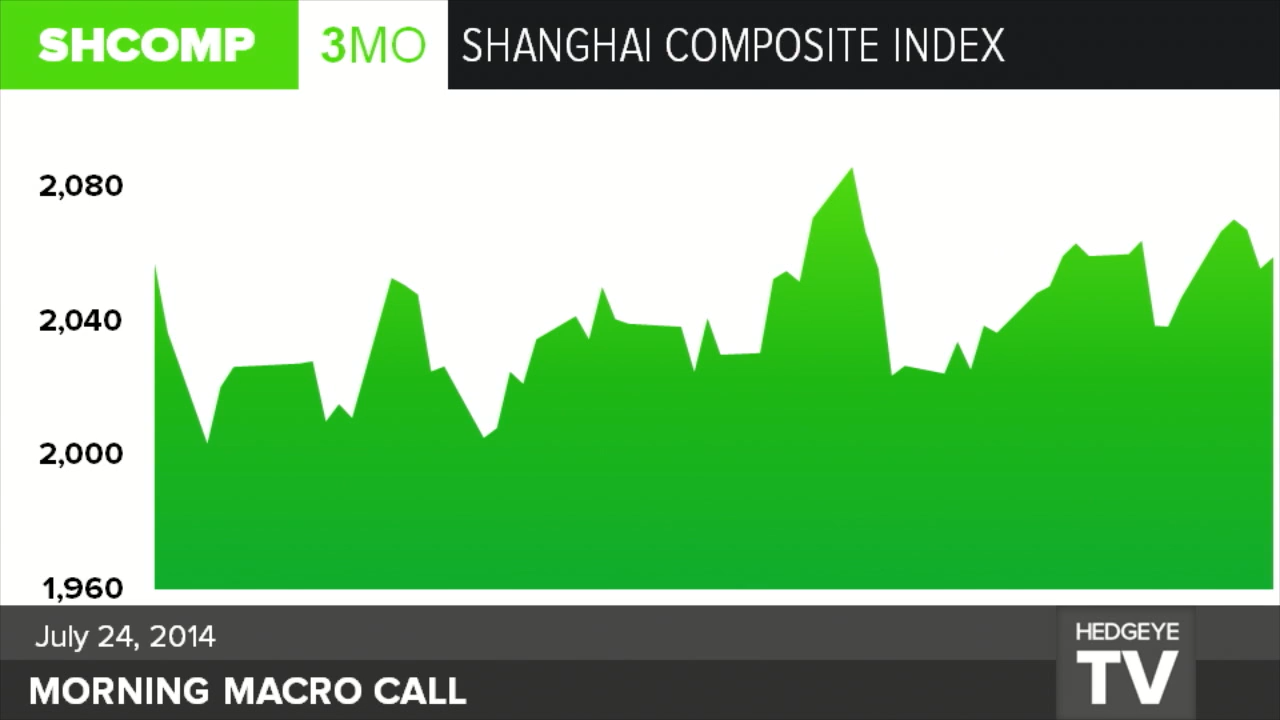 SHCOMP 3MO SHANGHAI COMPOSITE INDEX
2,080
2,040
2,000
1,960
July 24, 2014
MORNING MACRO CALL
HEDGEYE
TV